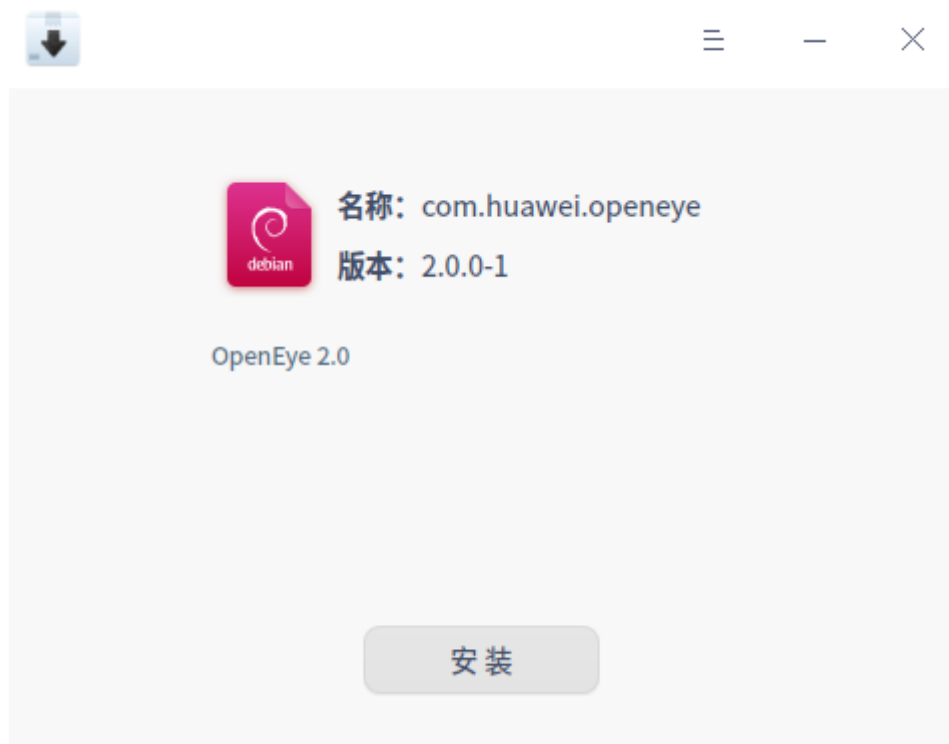 名称：com.huawei.openeye
debian
版本：2.0.0-1
OpenEye 2.0
安装